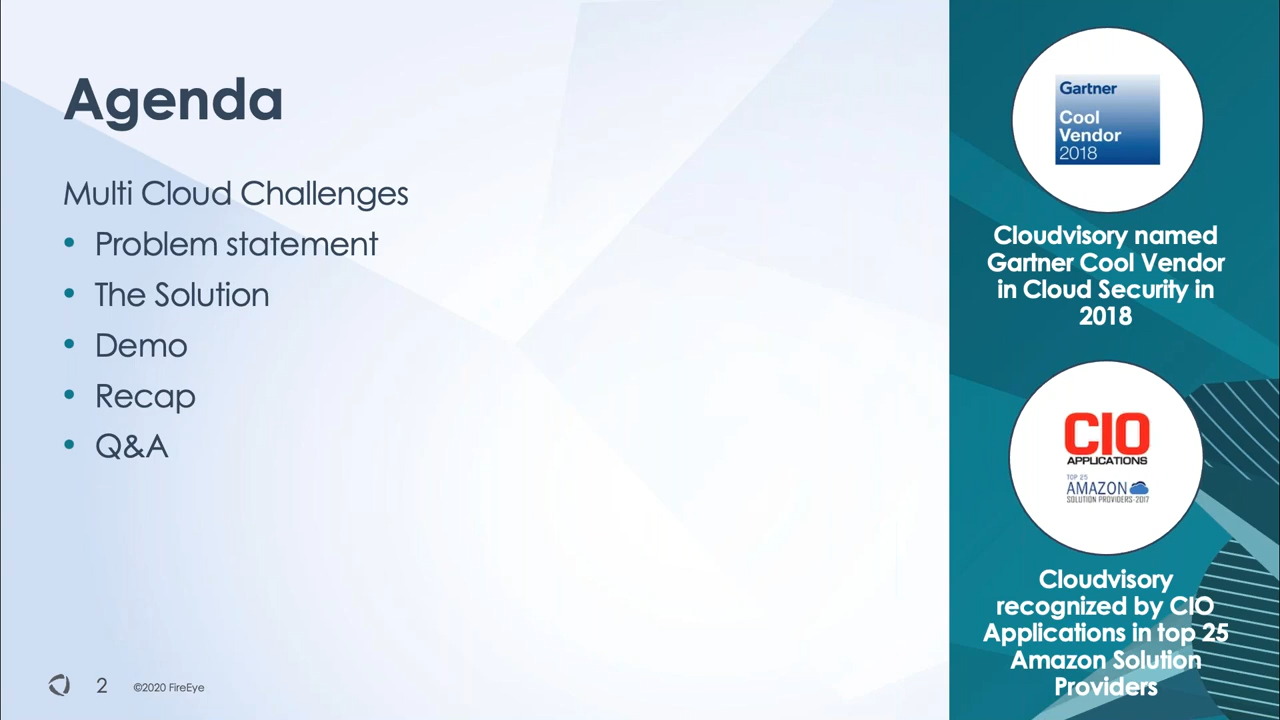 Agenda
Multi Cloud Challenges
• Problem statement
• The Solution
• Demo
• Recap
• Q&A
2
©2020 FireEye
Gartner
Cool
Vendor
2018
Cloudvisory named
Gartner Cool Vendor
in Cloud Security in
2018
CIO
APPLICATIONS
TOP 25
AMAZON
SOLUTION PROVIDERS-2017
Cloudvisory
recognized by CIO
Applications in top 25
Amazon Solution
Providers